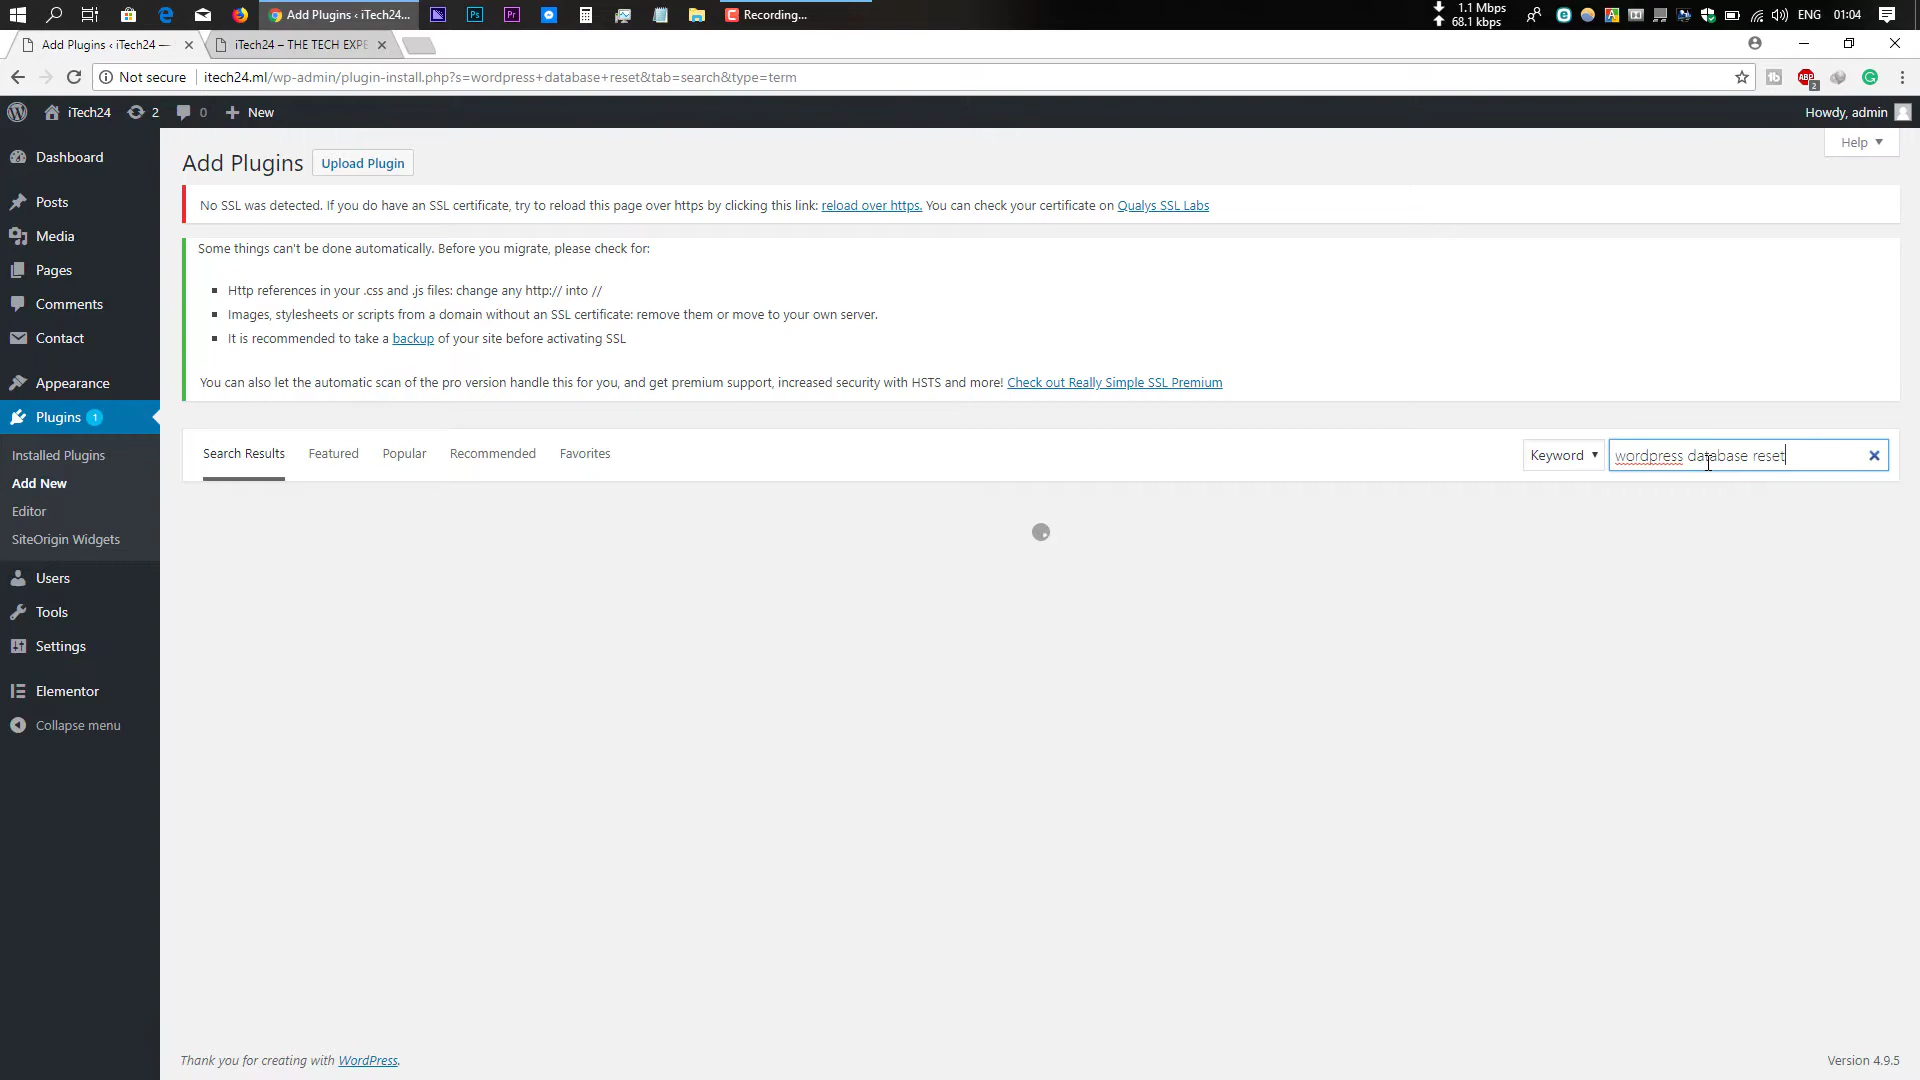 Add Plugins ‹ iTech24...
Recording...
1.1 Mbps
68.1 kbps
ENG
01:04
Add Plugins ‹ iTech24 —
iTech24 – THE TECH EXPE
Not secure
itech24.ml/wp-admin/plugin-install.php?s=wordpress+database+reset&tab=search&type=term
ABP
2
iTech24
2
0
New
Howdy, admin
Dashboard
Posts
Media
Pages
Comments
Contact
Appearance
Plugins 1
Installed Plugins
Add New
Editor
SiteOrigin Widgets
Users
Tools
Settings
Elementor
Collapse menu
Help
Add Plugins
Upload Plugin
No SSL was detected. If you do have an SSL certificate, try to reload this page over https by clicking this link: reload over https. You can check your certificate on Qualys SSL Labs
Some things can't be done automatically. Before you migrate, please check for:
Http references in your .css and .js files: change any http:// into //
Images, stylesheets or scripts from a domain without an SSL certificate: remove them or move to your own server.
It is recommended to take a backup of your site before activating SSL
You can also let the automatic scan of the pro version handle this for you, and get premium support, increased security with HSTS and more! Check out Really Simple SSL Premium
Search Results
Featured
Popular
Recommended
Favorites
Keyword
wordpress database reset
Thank you for creating with WordPress.
Version 4.9.5